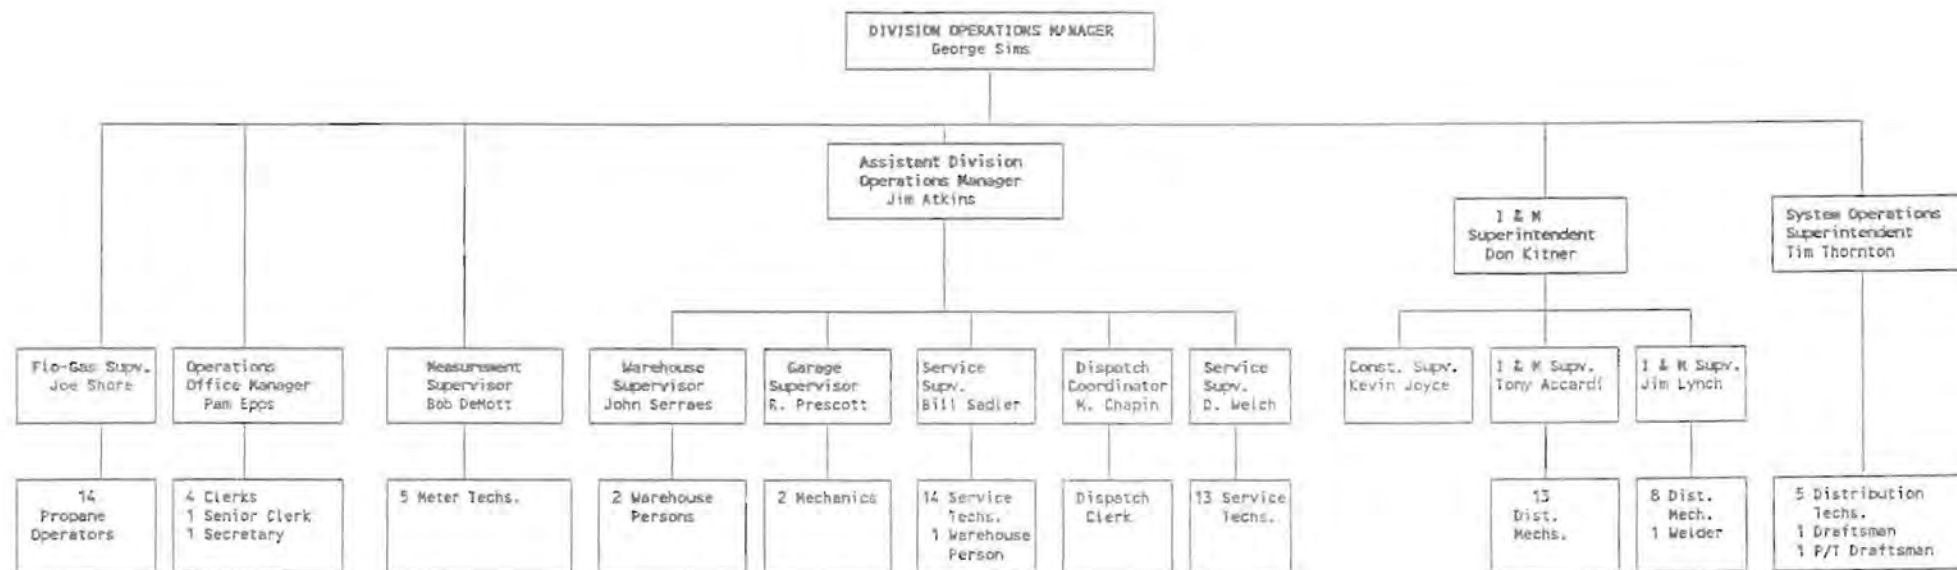 DIVISION OPERATIONS MANAGER
George Sims
Assistant Division
Operations Manager
Jim Atkins
I & M
Superintendent
Don Kitner
System Operations
Superintendent
Tim Thornton
Flo-Gas Supv.
Joe Shore
Operations
Office Manager
Pam Epps
Measurement
Supervisor
Bob DeMott
Warehouse
Supervisor
John Serraes
Garage
Supervisor
R. Prescott
Service
Supv.
Bill Sadler
Dispatch
Coordinator
M. Chapin
Service
Supv.
D. Welch
Const. Supv.
Kevin Joyce
I & M Supv.
Tony Accardi
I & M Supv.
Jim Lynch
14
Propane
Operators
4 Clerks
1 Senior Clerk
1 Secretary
5 Meter Techs.
2 Warehouse
Persons
2 Mechanics
14 Service
Techs.
1 Warehouse
Person
Dispatch
Clerk
13 Service
Techs.
13
Dist.
Mechs.
8 Dist.
Mech.
1 Welder
5 Distribution
Techs.
1 Draftsman
1 P/T Draftsman